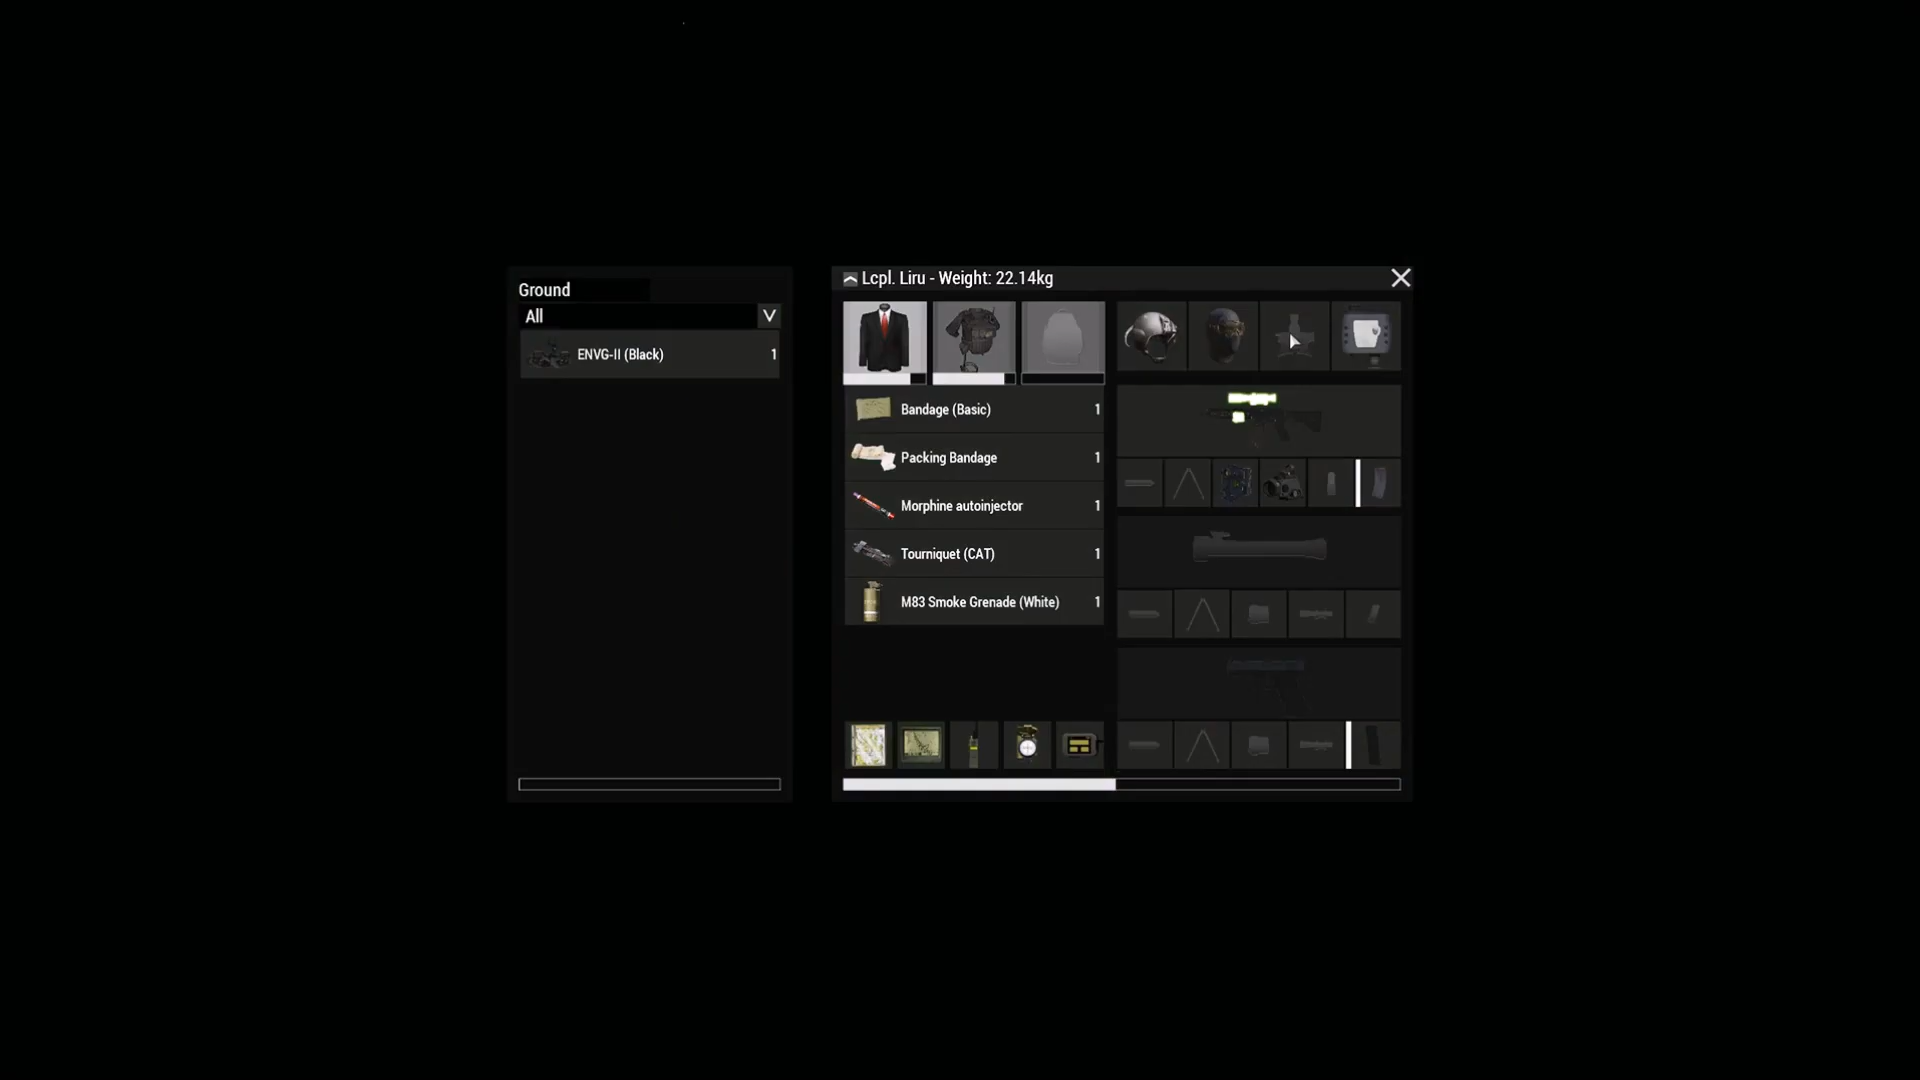 Ground
All
V
ENVG-II (Black) 1
Lcpl. Liru - Weight: 22.14kg
Bandage (Basic) 1
Packing Bandage 1
Morphine autoinjector 1
Tourniquet (CAT) 1
M83 Smoke Grenade (White) 1